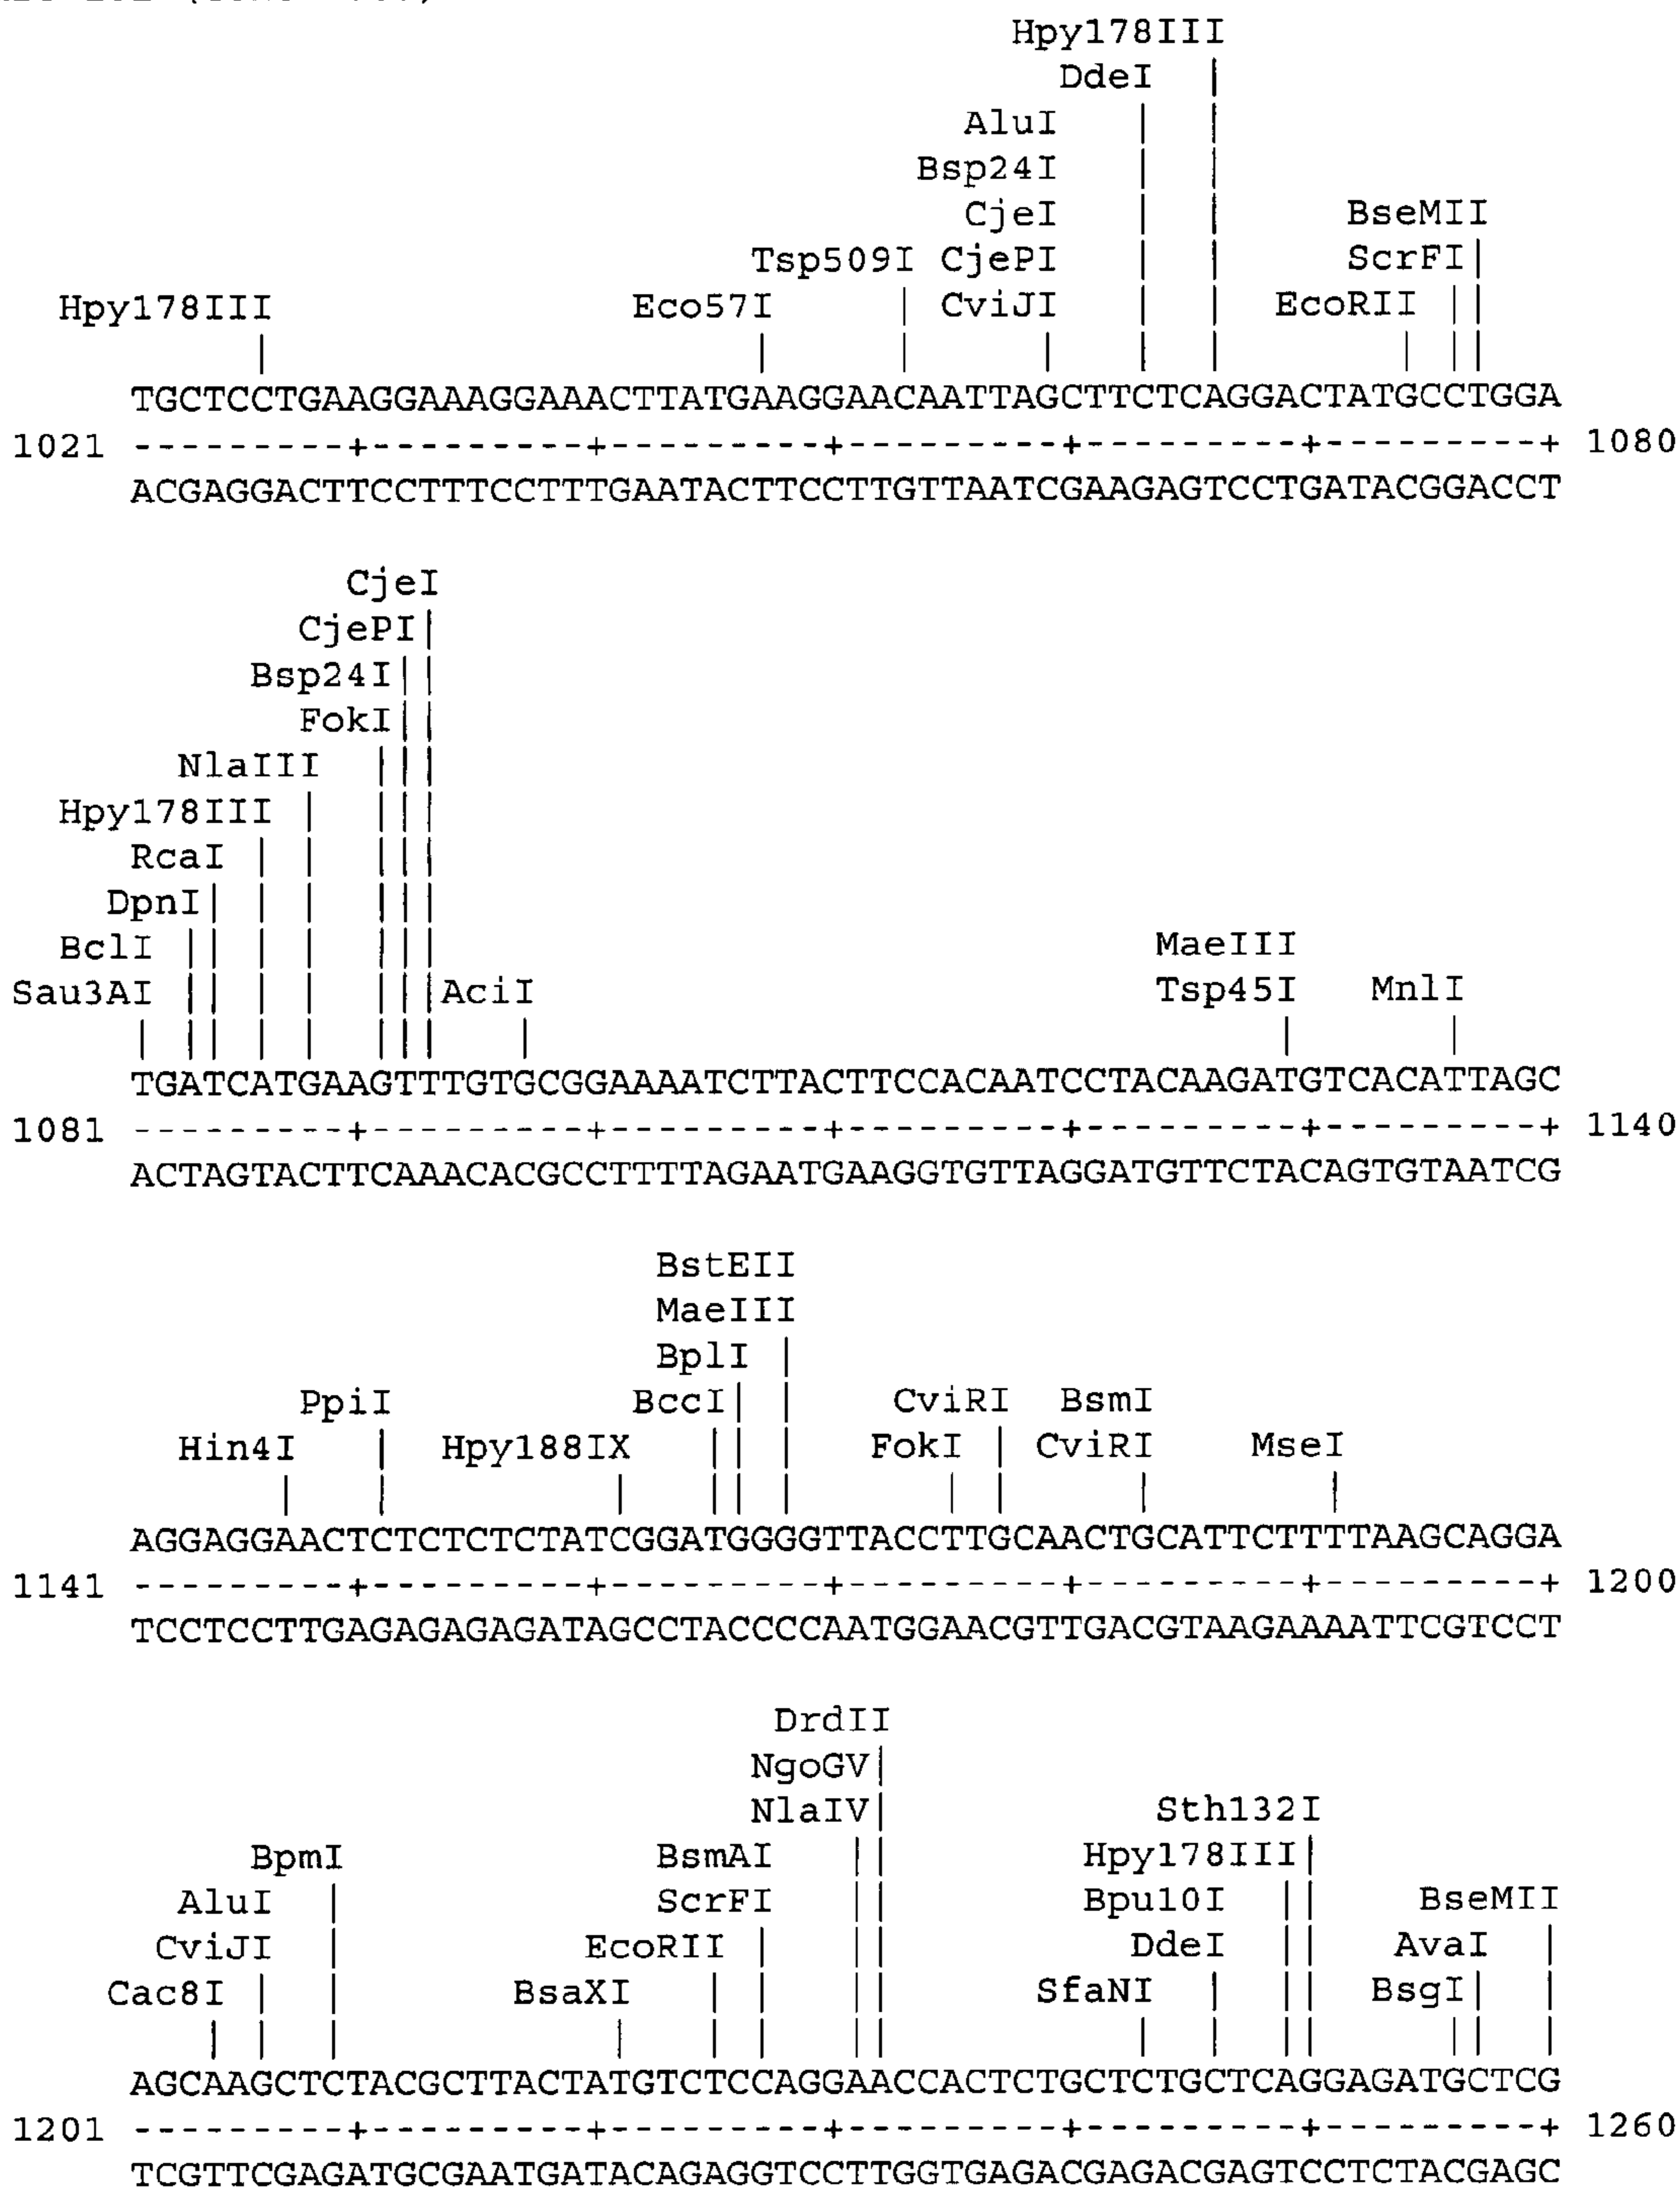 Hpy178III
DdeI |
AluI | |
Bsp24I | |
CjeI | | BseMII
Tsp509I CjePI | | ScrFI|
Hpy178III Eco57I | CviJI | | EcoRII | |
| | | | | | | | |
TGCTCCTGAAGGAAAGGAAACTTATGAAGGAACAATTAGCTTCTCAGGACTATGCCTGGA
1021 ---------+---------+---------+---------+---------+---------+ 1080
ACGAGGACTTCCTTTCCTTTGAATACTTCCTTGTTAATCGAAGAGTCCTGATACGGACCT
CjeI
CjePI|
Bsp24I| |
FokI| |
NlaIII | | |
Hpy178III | | | |
RcaI | | | | |
DpnI| | | | | |
BclI | | | | | | | MaeIII
Sau3AI | | | | | | |AciI Tsp45I MnlI
| | | | | | | | | | |
TGATCATGAAGTTTGTGCGGAAAATCTTACTTCCACAATCCTACAAGATGTCACATTAGC
1081 ---------+---------+---------+---------+---------+---------+ 1140
ACTAGTACTTCAAACACGCCTTTTAGAATGAAGGTGTTAGGATGTTCTACAGTGTAATCG
BstEII
MaeIII
BplI |
PpiI BccI| | CviRI BsmI
Hin4I | Hpy188IX | | | FokI | CviRI MseI
| | | | | | | | | |
AGGAGGAACTCTCTCTCTATCGGATGGGGTTACCTTGCAACTGCATTCTTTTAAGCAGGA
1141 ---------+---------+---------+---------+---------+---------+ 1200
TCCTCCTTGAGAGAGAGATAGCCTACCCCAATGGAACGTTGACGTAAGAAAATTCGTCCT
DrdII
NgoGV|
NlaIV| Sth132I
BpmI BsmAI | | Hpy178III|
AluI | ScrFI | | Bpu10I | | BseMII
CviJI | EcoRII | | | DdeI | | AvaI |
Cac8I | | BsaXI | | | | SfaNI | | | BsgI| |
| | | | | | | | | | | | | | |
AGCAAGCTCTACGCTTACTATGTCTCCAGGAACCACTCTGCTCTGCTCAGGAGATGCTCG
1201 ---------+---------+---------+---------+---------+---------+ 1260
TCGTTCGAGATGCGAATGATACAGAGGTCCTTGGTGAGACGAGACGAGTCCTCTACGAGC